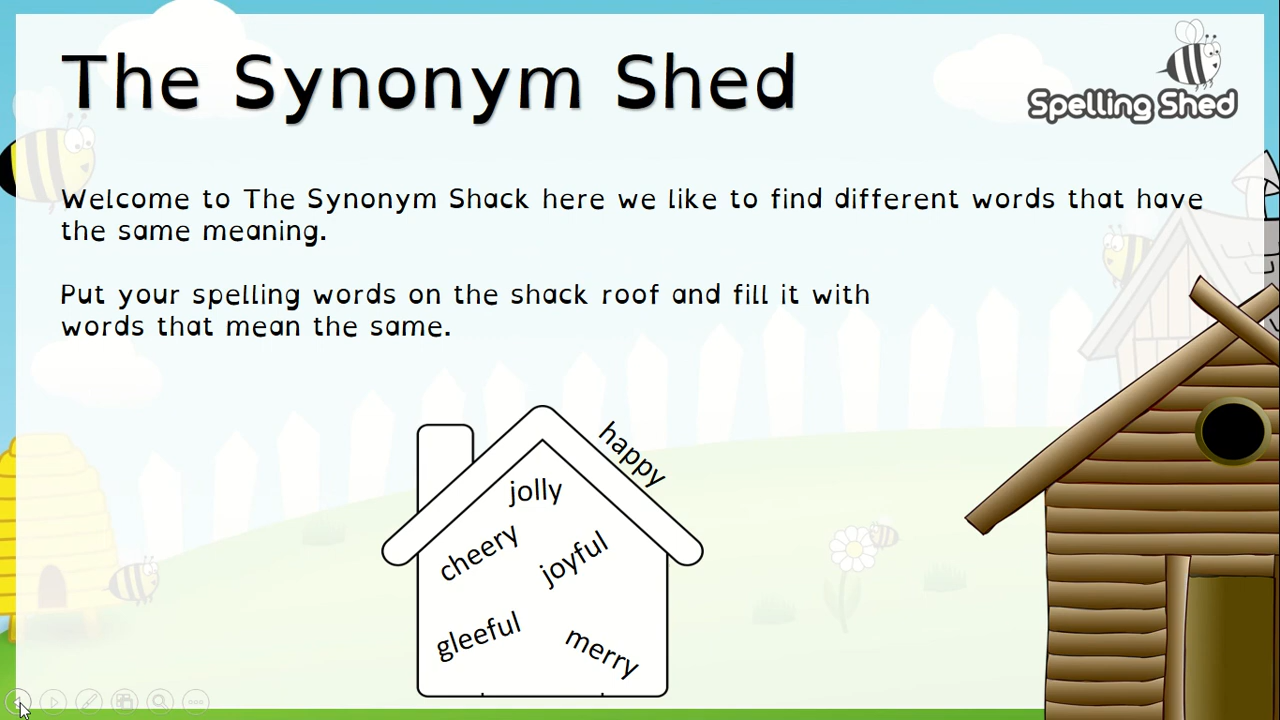 The Synonym Shed
Spelling Shed
Welcome to The Synonym Shack here we like to find different words that have
the same meaning.
Put your spelling words on the shack roof and fill it with
words that mean the same.
happy
jolly
cheery
joyful
gleeful
merry